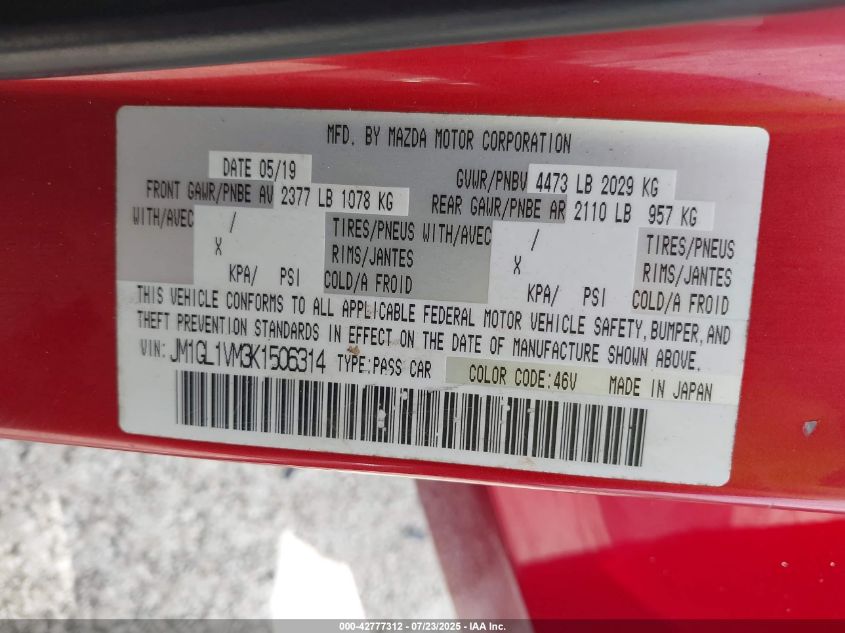 MFD. BY MAZDA MOTOR CORPORATION
DATE 05/19 GVWR/PNBV 4473 LB 2029 KG
FRONT GAWR/PNBE AV 2377 LB 1078 KG REAR GAWR/PNBE AR 2110 LB 957 KG
WITH/AVEC / TIRES/PNEUS WITH/AVEC / TIRES/PNEUS
X RIMS/JANTES X RIMS/JANTES
KPA/ PSI COLD/A FROID KPA/ PSI COLD/A FROID
THIS VEHICLE CONFORMS TO ALL APPLICABLE FEDERAL MOTOR VEHICLE SAFETY, BUMPER, AND
THEFT PREVENTION STANDARDS IN EFFECT ON THE DATE OF MANUFACTURE SHOWN ABOVE.
VIN: JM1GL1VM3K1506314 TYPE:PASS CAR COLOR CODE:46V MADE IN JAPAN
000-42777312 / 07/23/2025 - IAA Inc.